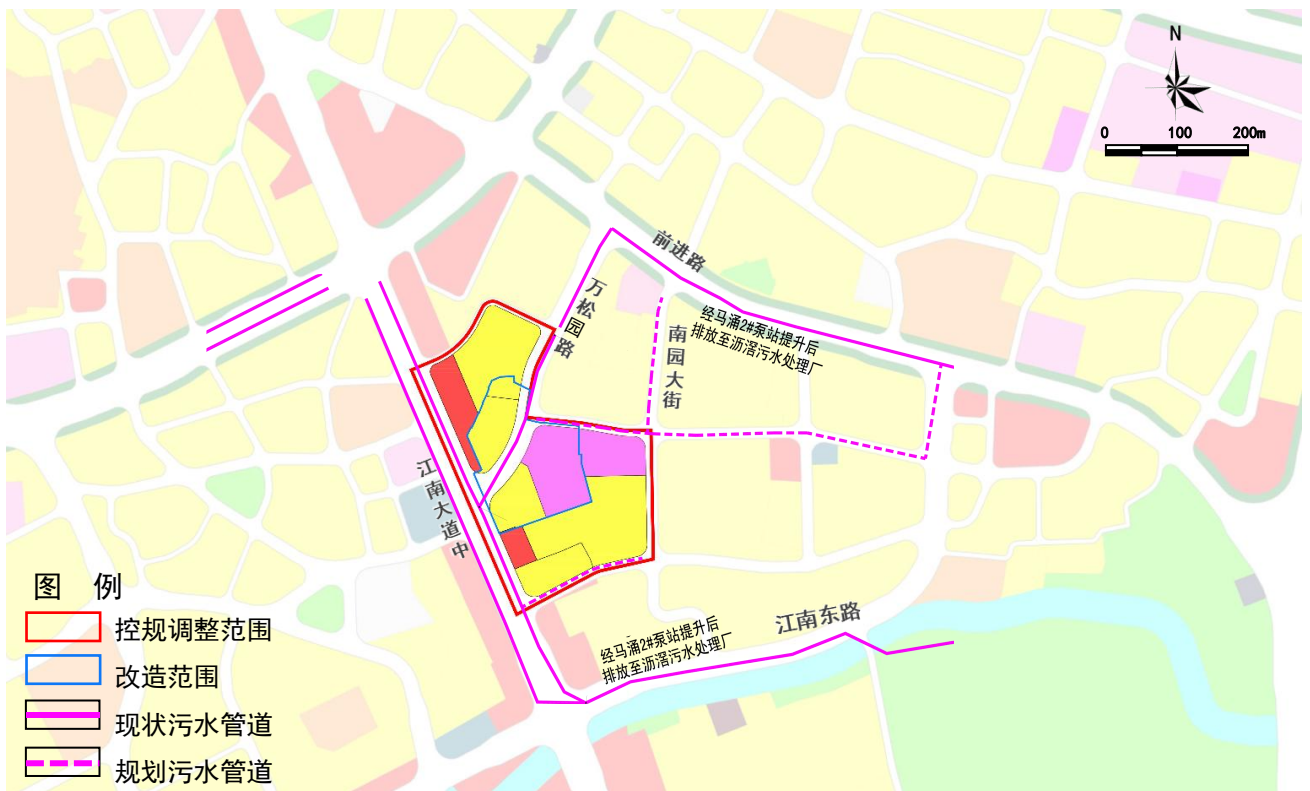 N
0 100 200m
前进路
万松园路
经马涌2#泵站提升后
排放至沥滘污水处理厂
南园大街
江南大道中
江南东路
经马涌2#泵站提升后
排放至沥滘污水处理厂
图 例
控规调整范围
改造范围
现状污水管道
规划污水管道